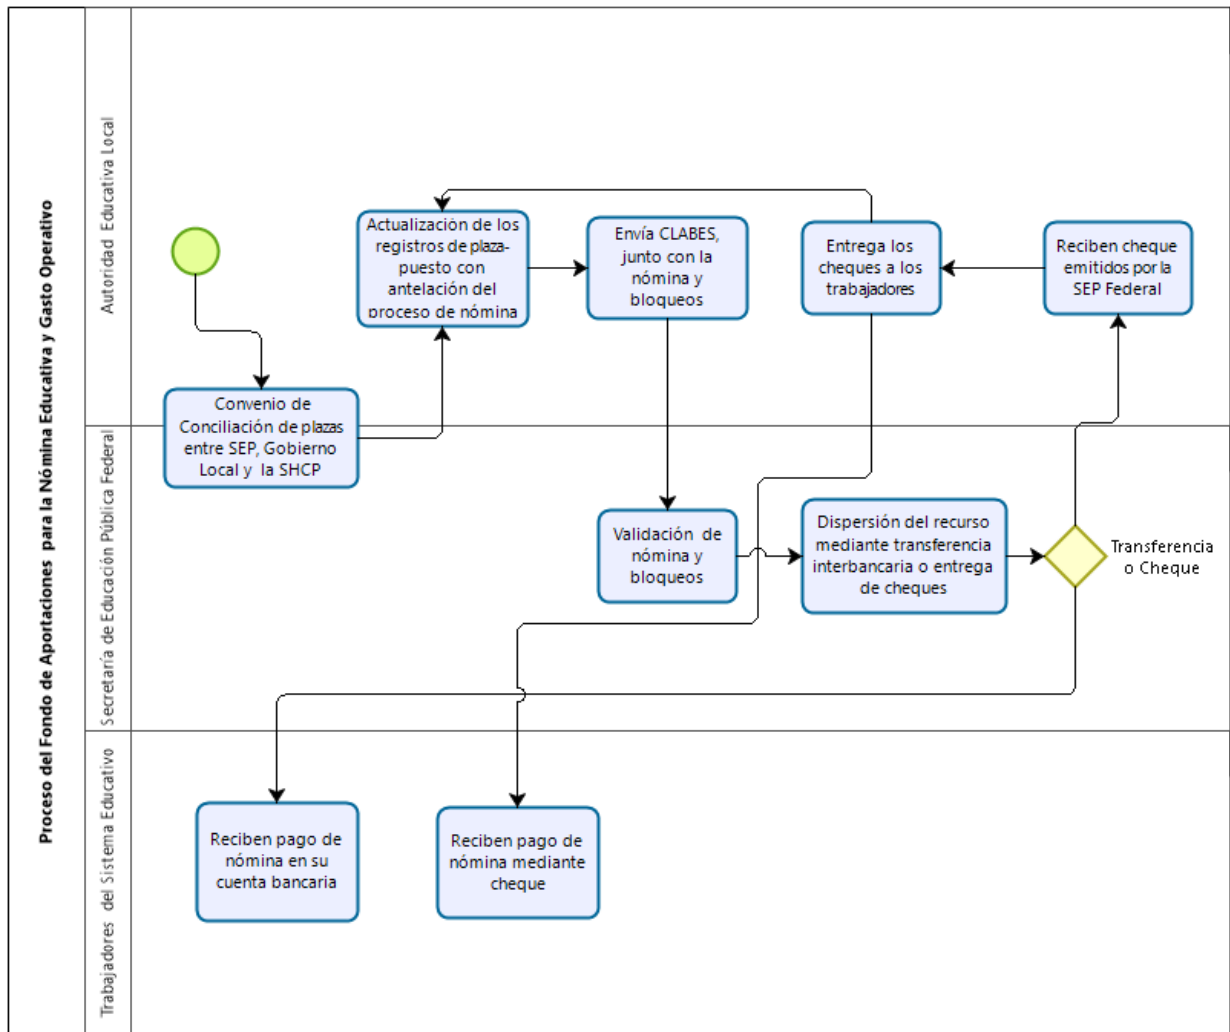 Proceso del Fondo de Aportaciones para la Nómina Educativa y Gasto Operativo
Autoridad Educativa Local
Actualización de los
registros de plaza-
puesto con
antelación del
proceso de nómina
Envía CLABES,
junto con la
nómina y
bloqueos
Entrega los
cheques a los
trabajadores
Reciben cheque
emitidos por la
SEP Federal
Convenio de
Conciliación de plazas
entre SEP, Gobierno
Local y la SHCP
Secretaría de Educación Pública Federal
Validación de
nómina y
bloqueos
Dispersión del recurso
mediante transferencia
interbancaria o entrega
de cheques
Transferencia
o Cheque
Trabajadores del Sistema Educativo
Reciben pago de
nómina en su
cuenta bancaria
Reciben pago de
nómina mediante
cheque